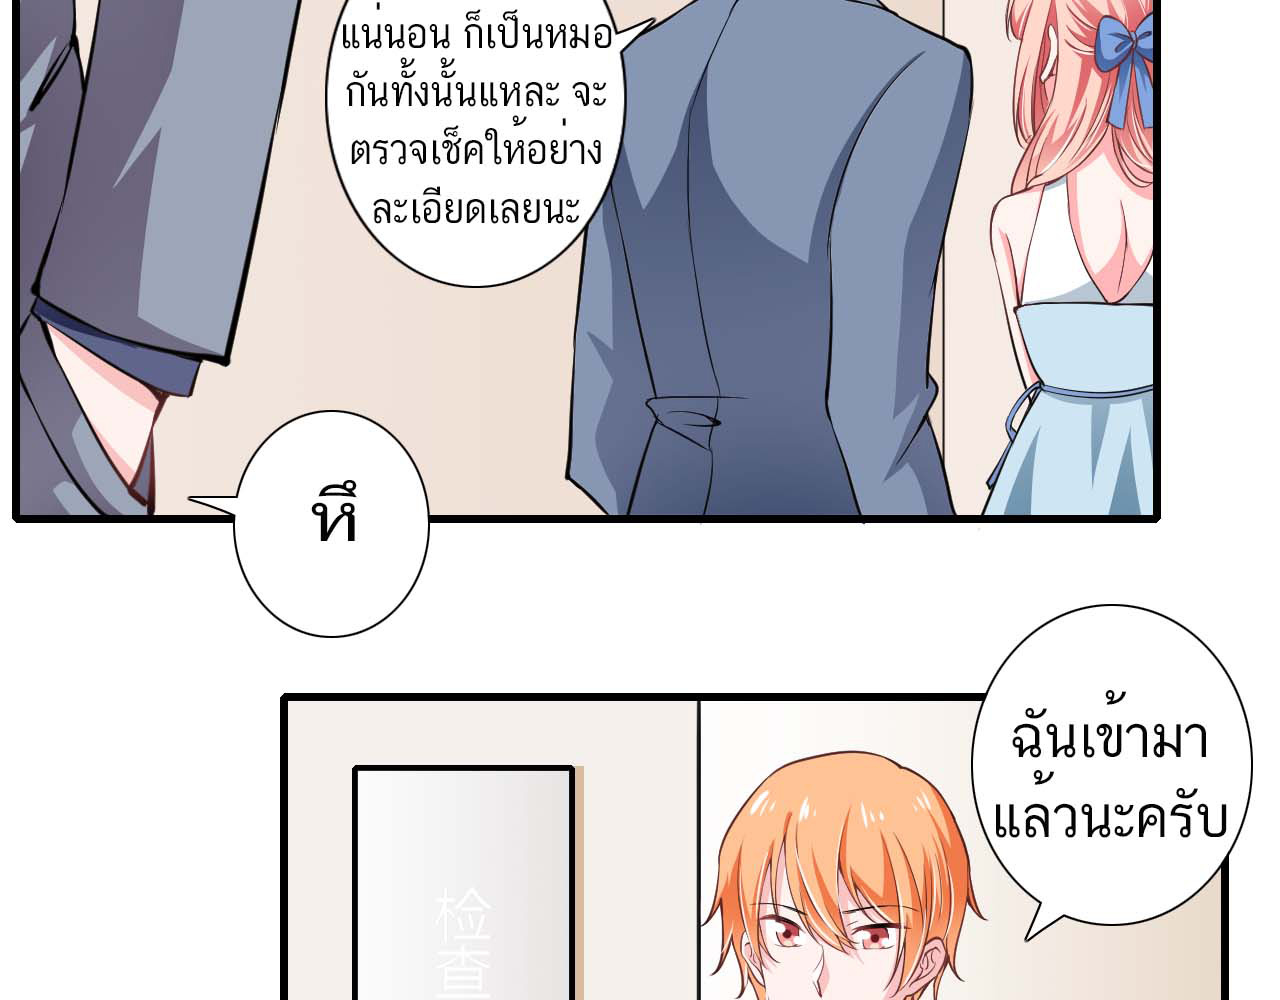 แน่นอน ก็เป็นหมอ
กันทั้งนั้นแหละ จะ
ตรวจเช็คให้อย่าง
ละเอียดเลยนะ
หึ
ฉันเข้ามา
แล้วนะครับ
检
查